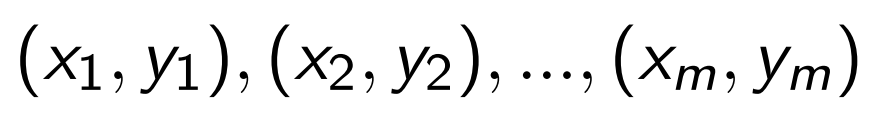 (x₁, y₁), (x₂, y₂), ..., (xₘ, yₘ)